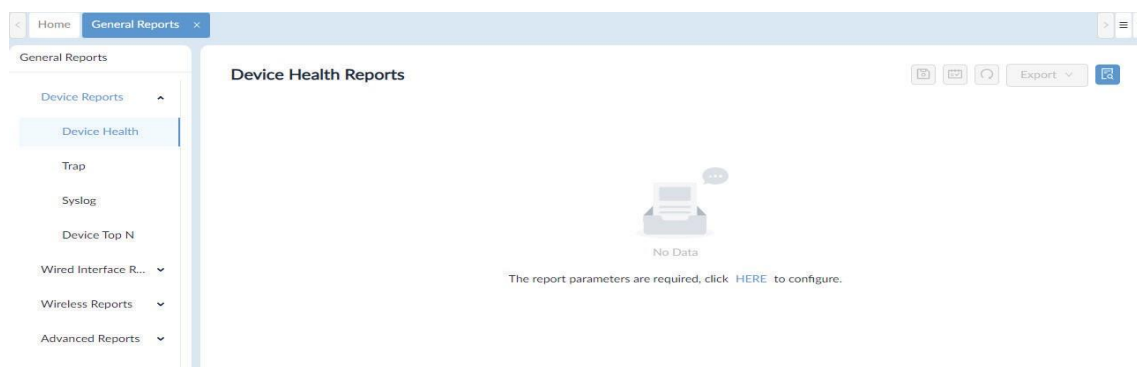 Home General Reports
General Reports
Device Health Reports
Export
Device Reports
Device Health
Trap
Syslog
Device Top N
Wired Interface R...
Wireless Reports
Advanced Reports
No Data
The report parameters are required, click HERE to configure.